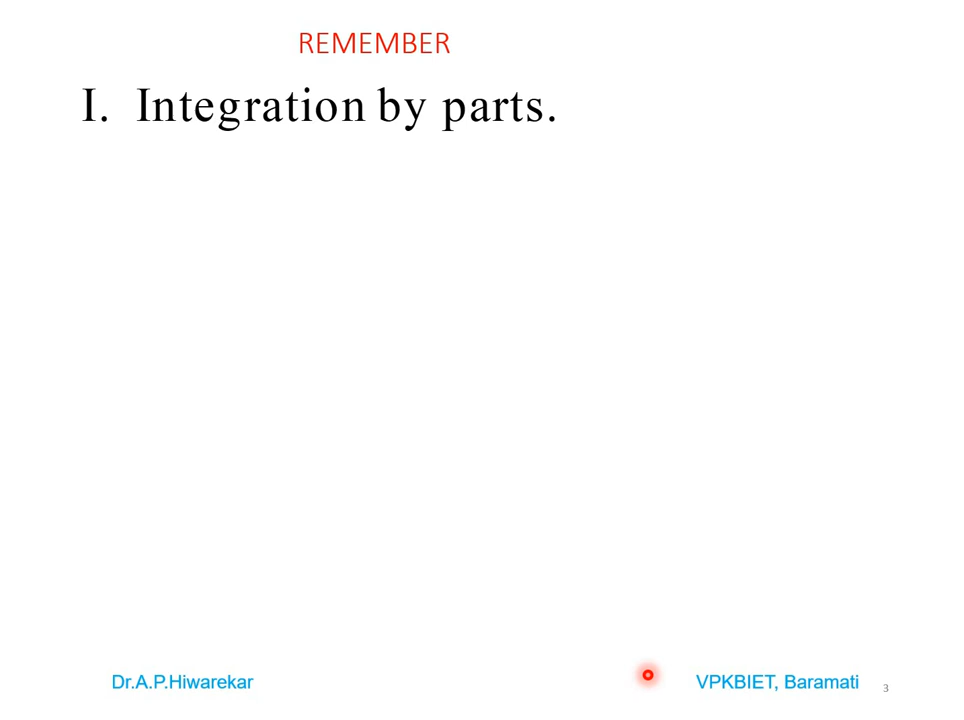 REMEMBER
I. Integration by parts.
Dr.A.P.Hiwarekar VPKBIET, Baramati 3